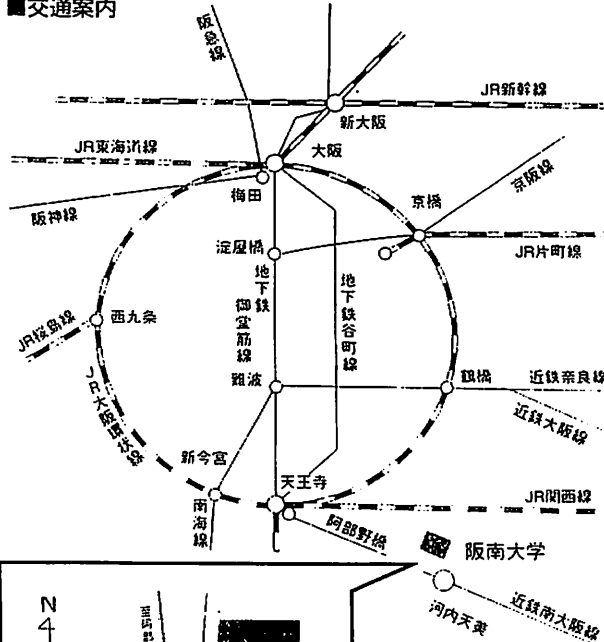 ■交通案内
阪急線
JR新幹線
新大阪
JR東海道線
大阪
梅田
阪神線
京橋
京阪線
淀屋橋
JR片町線
地下鉄
御堂筋線
地下鉄谷町線
JR桜島線
西九条
JR大阪環状線
難波
鶴橋
近鉄奈良線
近鉄大阪線
新今宮
天王寺
南海線
JR関西線
阿部野橋
阪南大学
河内天美
近鉄南大阪線
N